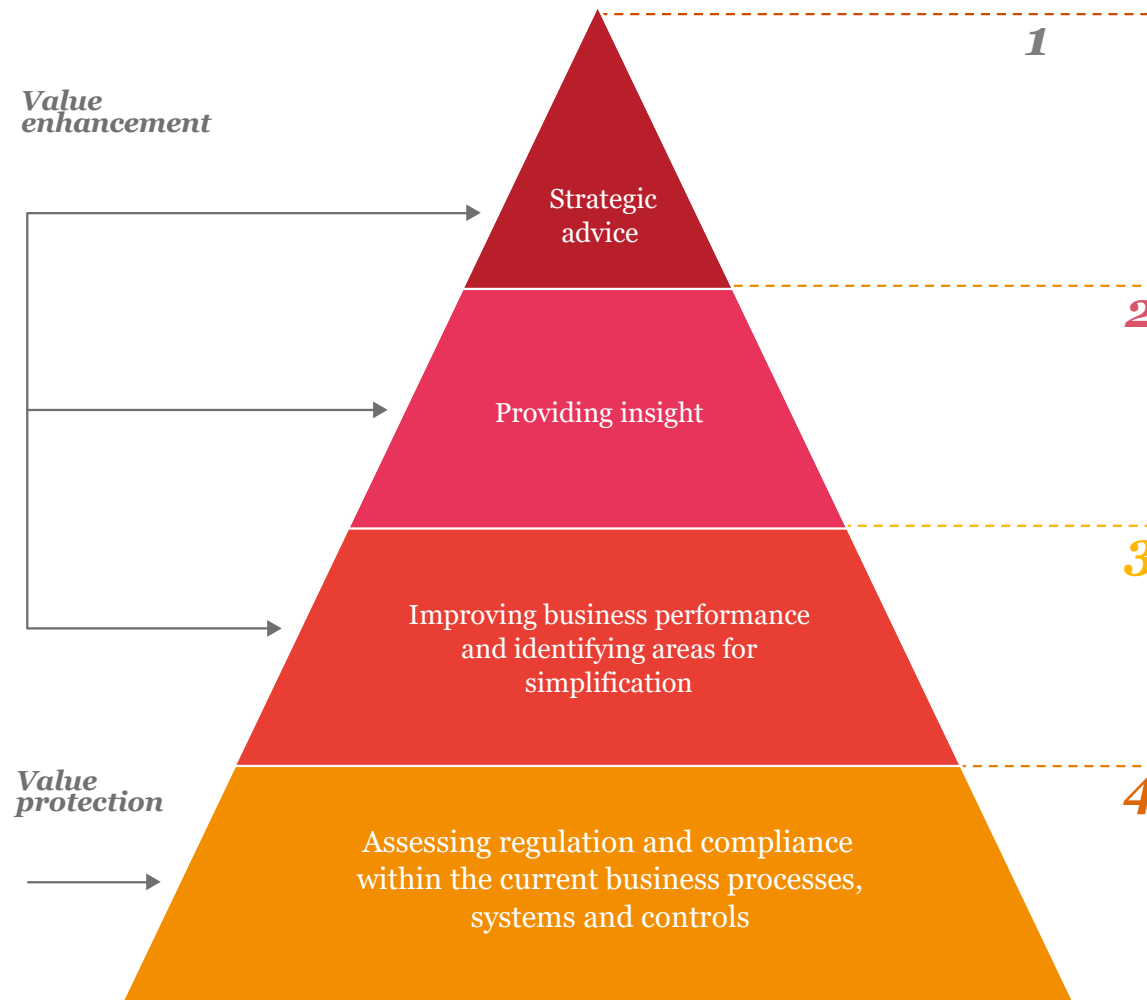 1
Value
enhancement
Strategic
advice
2
Providing insight
3
Improving business performance
and identifying areas for
simplification
Value
protection
4
Assessing regulation and compliance
within the current business processes,
systems and controls